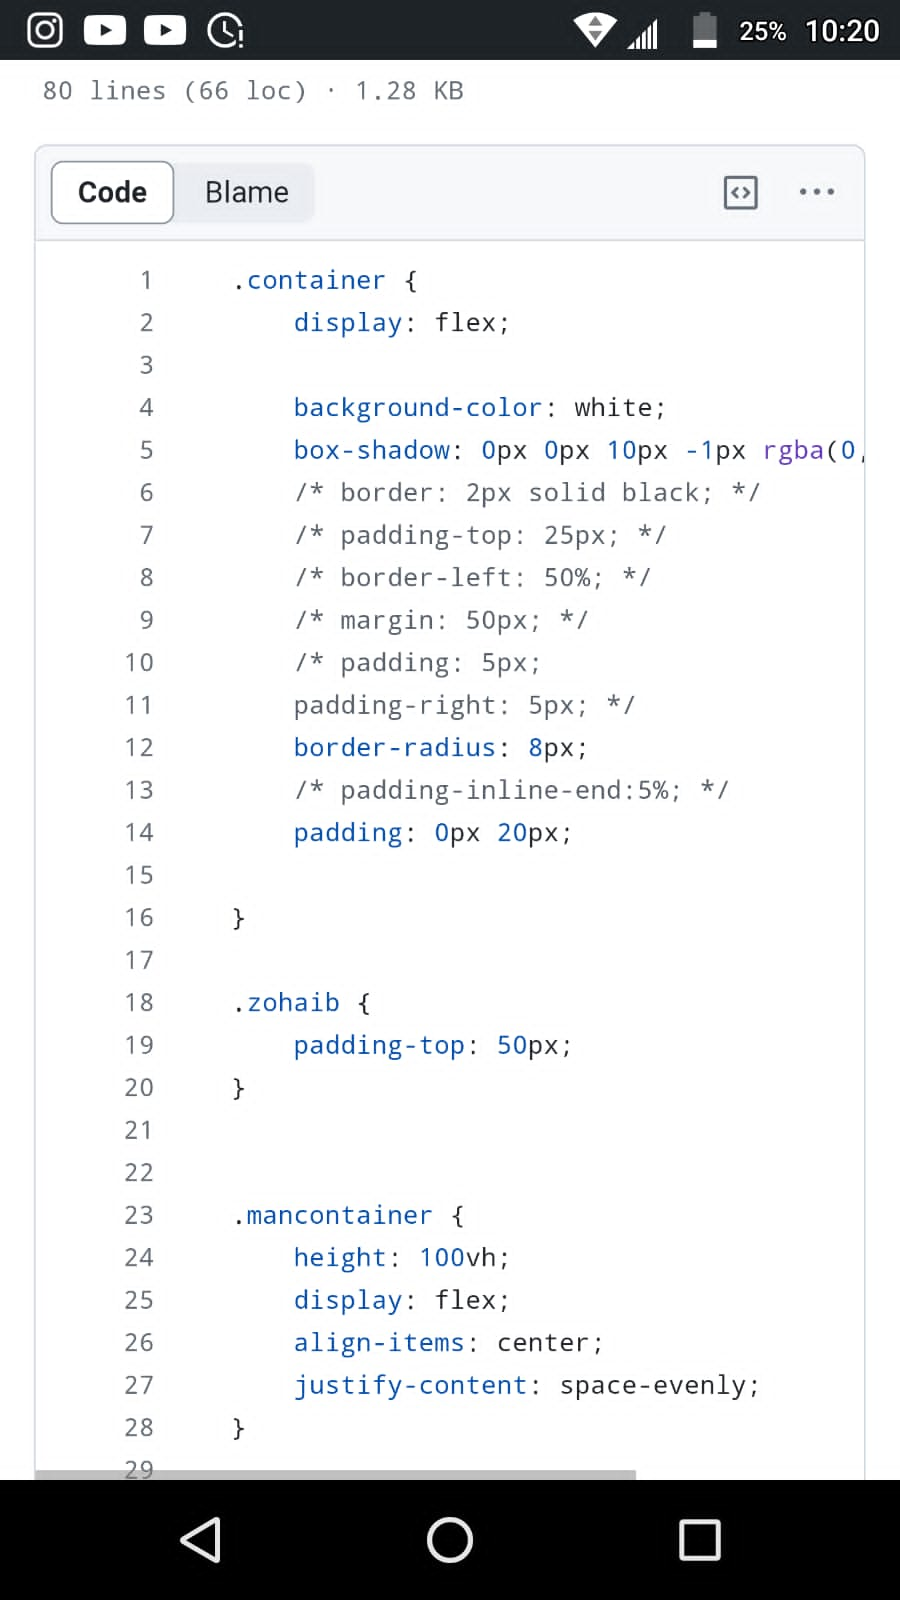 25% 10:20
80 lines (66 loc) · 1.28 KB
Code Blame
1 .container {
2 display: flex;
3
4 background-color: white;
5 box-shadow: 0px 0px 10px -1px rgba(0,
6 /* border: 2px solid black; */
7 /* padding-top: 25px; */
8 /* border-left: 50%; */
9 /* margin: 50px; */
10 /* padding: 5px;
11 padding-right: 5px; */
12 border-radius: 8px;
13 /* padding-inline-end:5%; */
14 padding: 0px 20px;
15
16 }
17
18 .zohaib {
19 padding-top: 50px;
20 }
21
22
23 .mancontainer {
24 height: 100vh;
25 display: flex;
26 align-items: center;
27 justify-content: space-evenly;
28 }
29